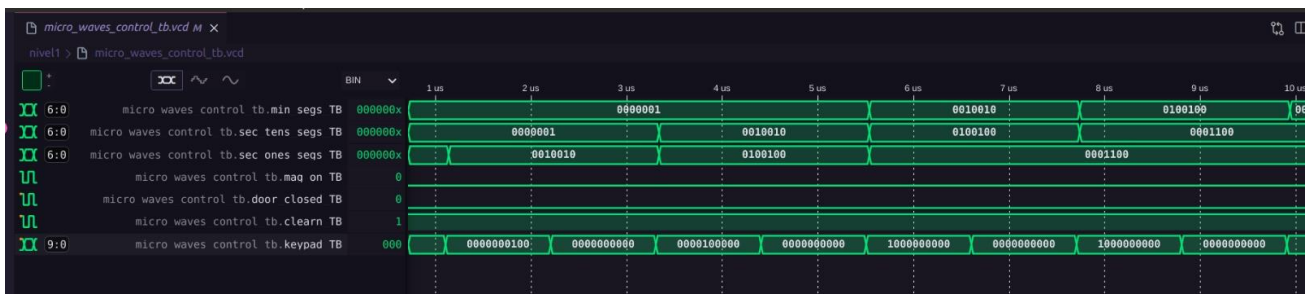 micro_waves_control_tb.vcd M ×
nivel1 > micro_waves_control_tb.vcd
BIN
1 us 2 us 3 us 4 us 5 us 6 us 7 us 8 us 9 us 10 us
6:0 micro waves control tb.min segs TB 000000x 0000001 0010010 0100100 00
6:0 micro waves control tb.sec tens segs TB 000000x 0000001 0010010 0100100 0001100
6:0 micro waves control tb.sec ones segs TB 000000x 0010010 0100100 0001100
micro waves control tb.mag on TB 0
micro waves control tb.door closed TB 0
micro waves control tb.clearn TB 1
9:0 micro waves control tb.keypad TB 000 0000000100 0000000000 0000100000 0000000000 1000000000 0000000000 1000000000 0000000000